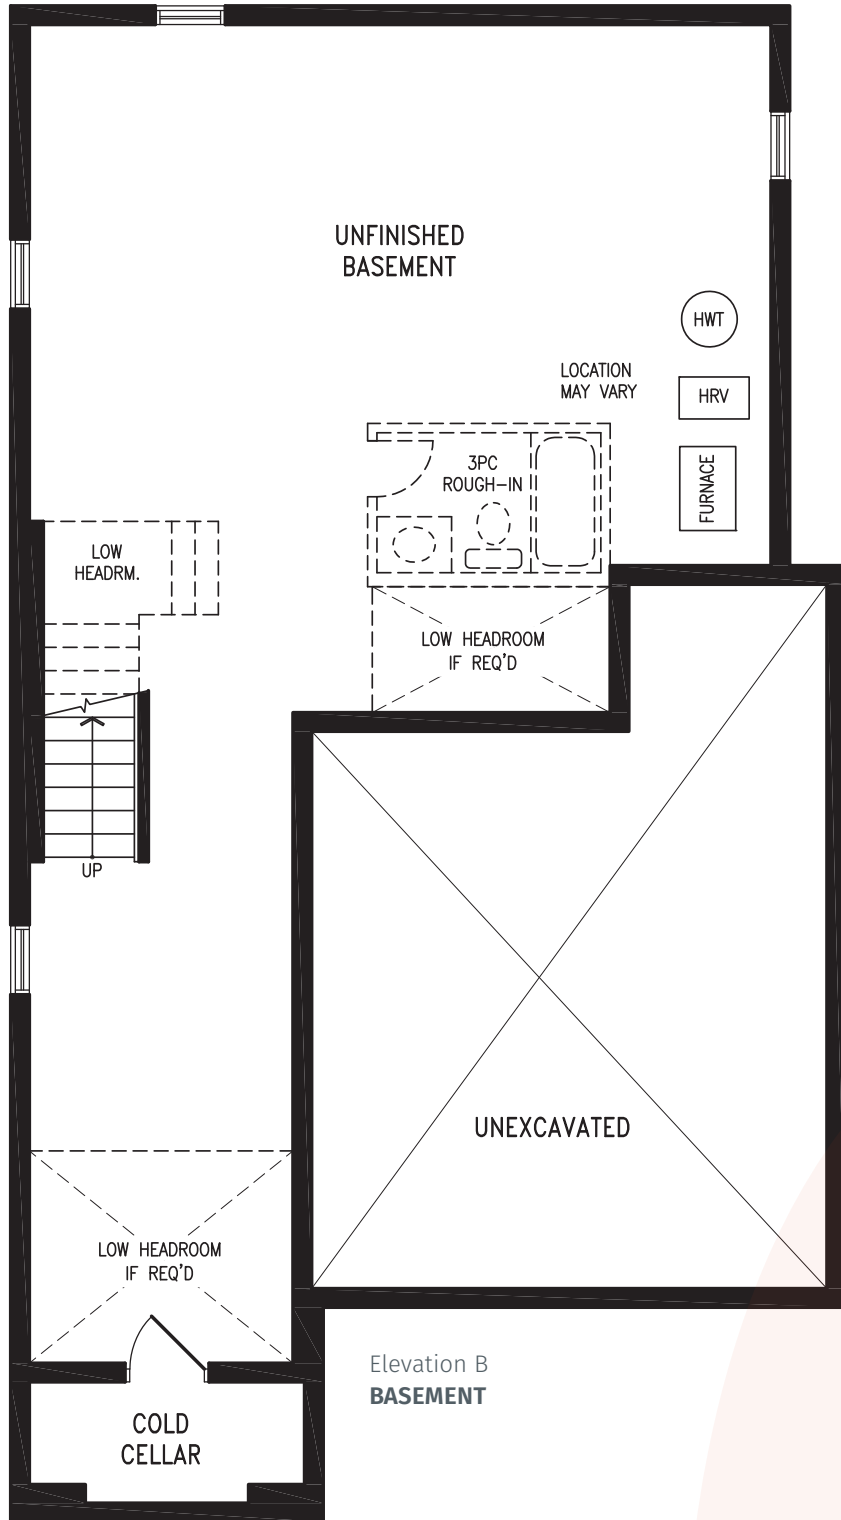 UNFINISHED
BASEMENT
HWT
LOCATION
MAY VARY
HRV
3PC
ROUGH-IN
FURNACE
LOW
HEADRM.
LOW HEADROOM
IF REQ'D
UP
UNEXCAVATED
LOW HEADROOM
IF REQ'D
Elevation B
BASEMENT
COLD
CELLAR